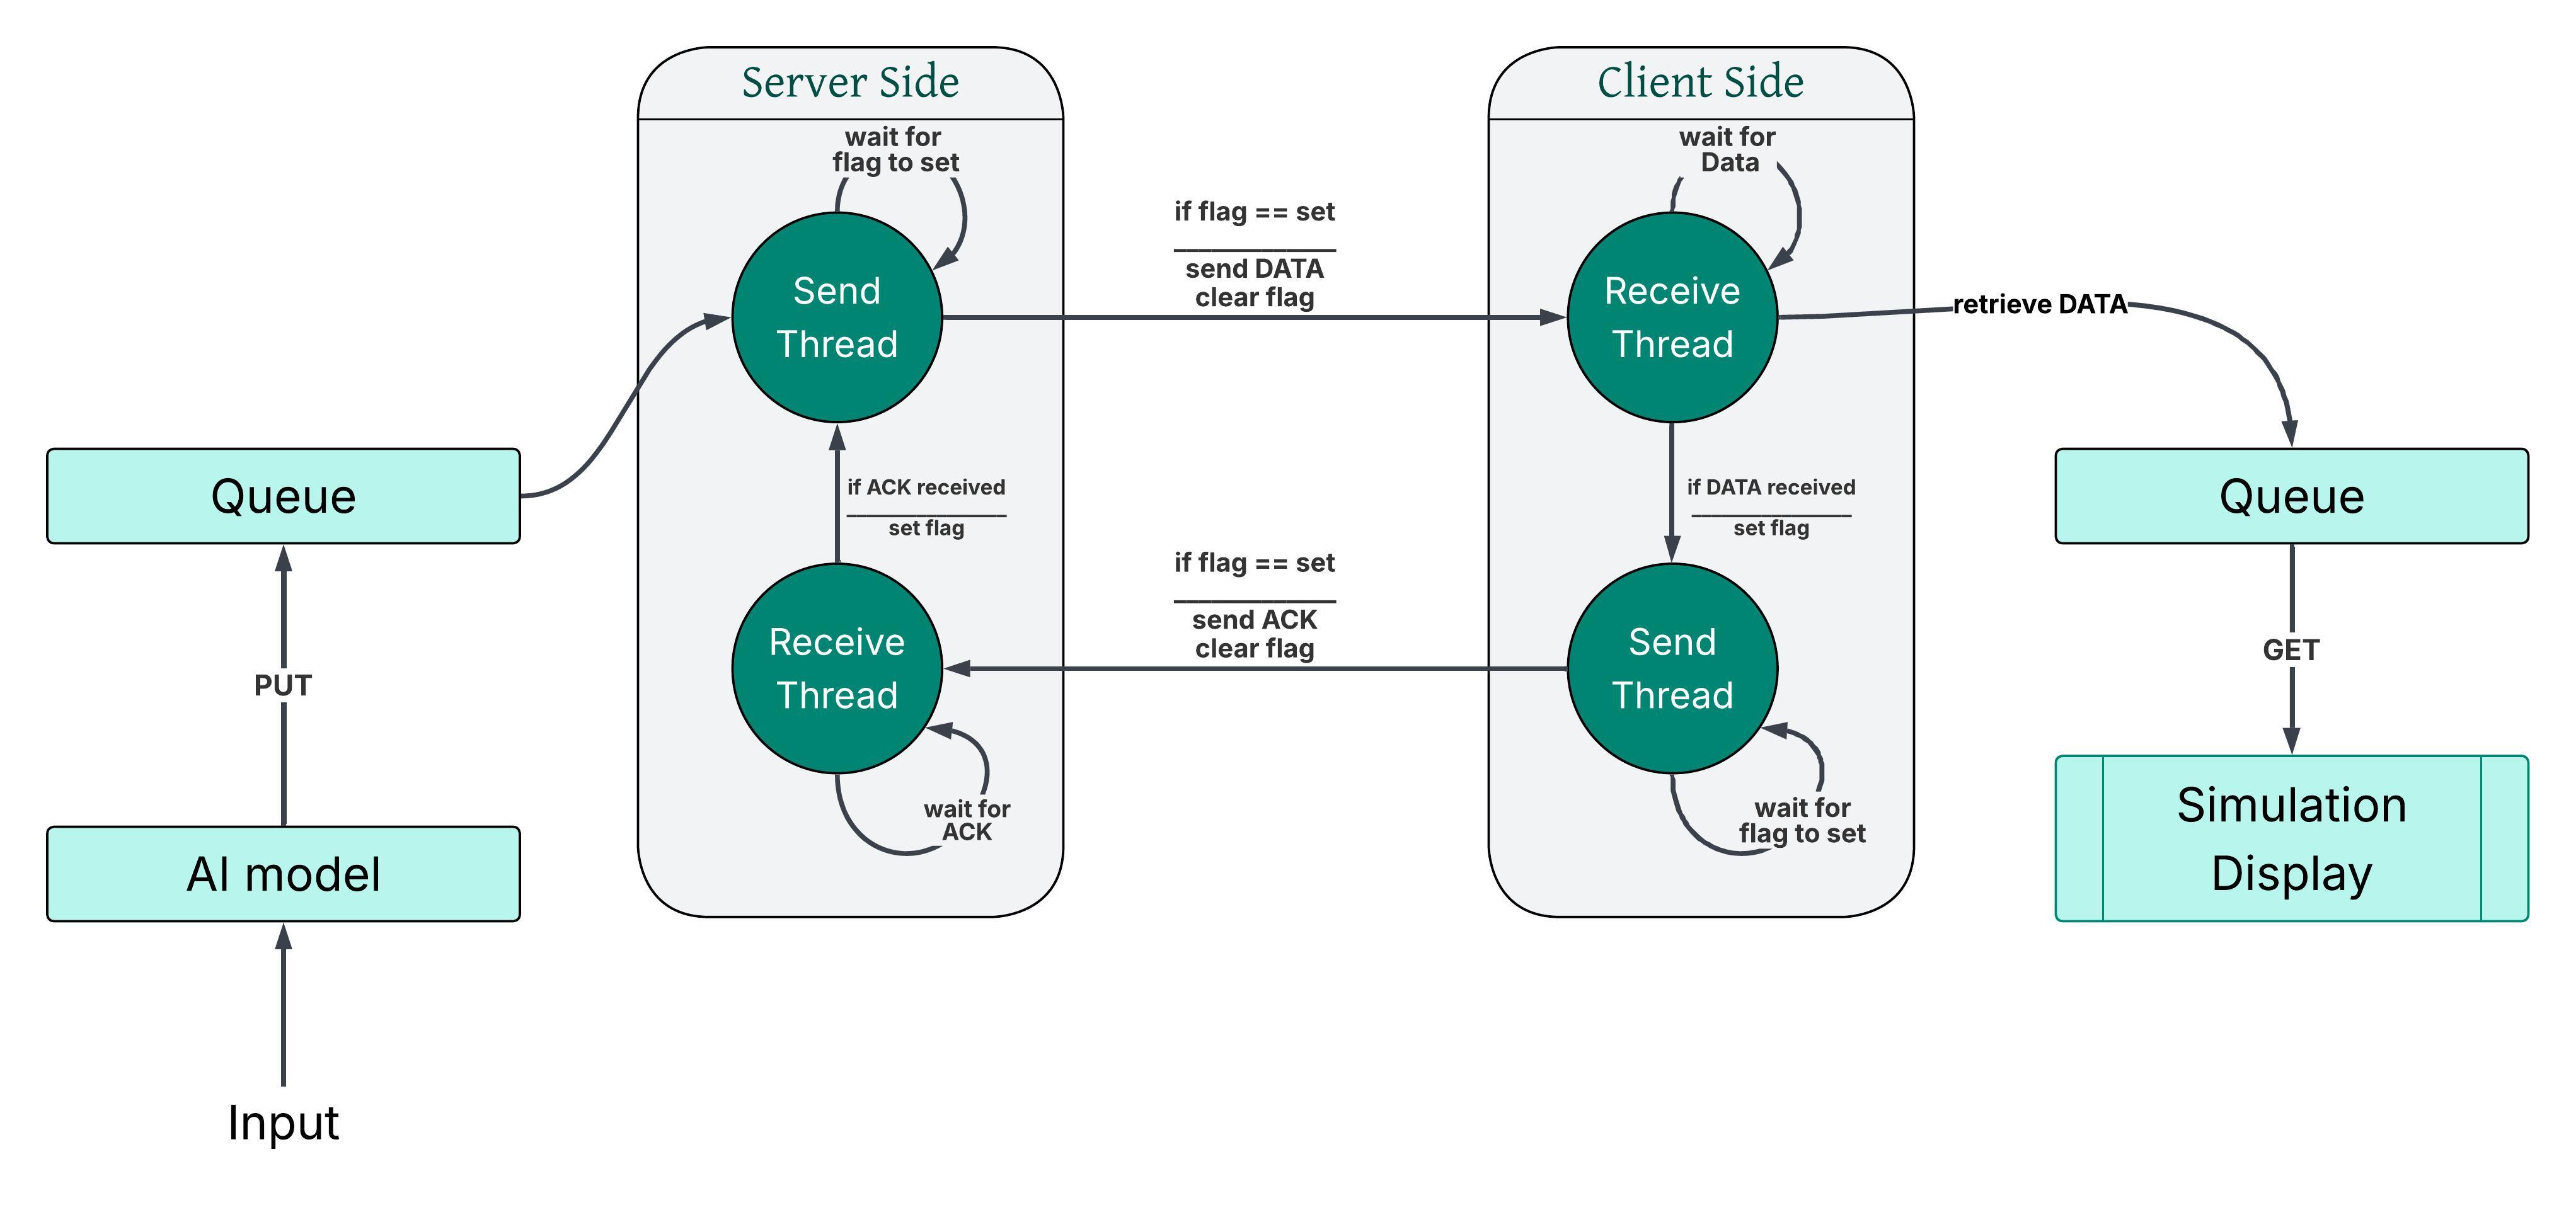 Server Side
Client Side
wait for
flag to set
wait for
Data
if flag == set
send DATA
clear flag
Send
Thread
Receive
Thread
retrieve DATA
Queue
if ACK received
set flag
if DATA received
set flag
Queue
if flag == set
send ACK
clear flag
Receive
Thread
Send
Thread
PUT
GET
wait for
ACK
wait for
flag to set
AI model
Simulation
Display
Input